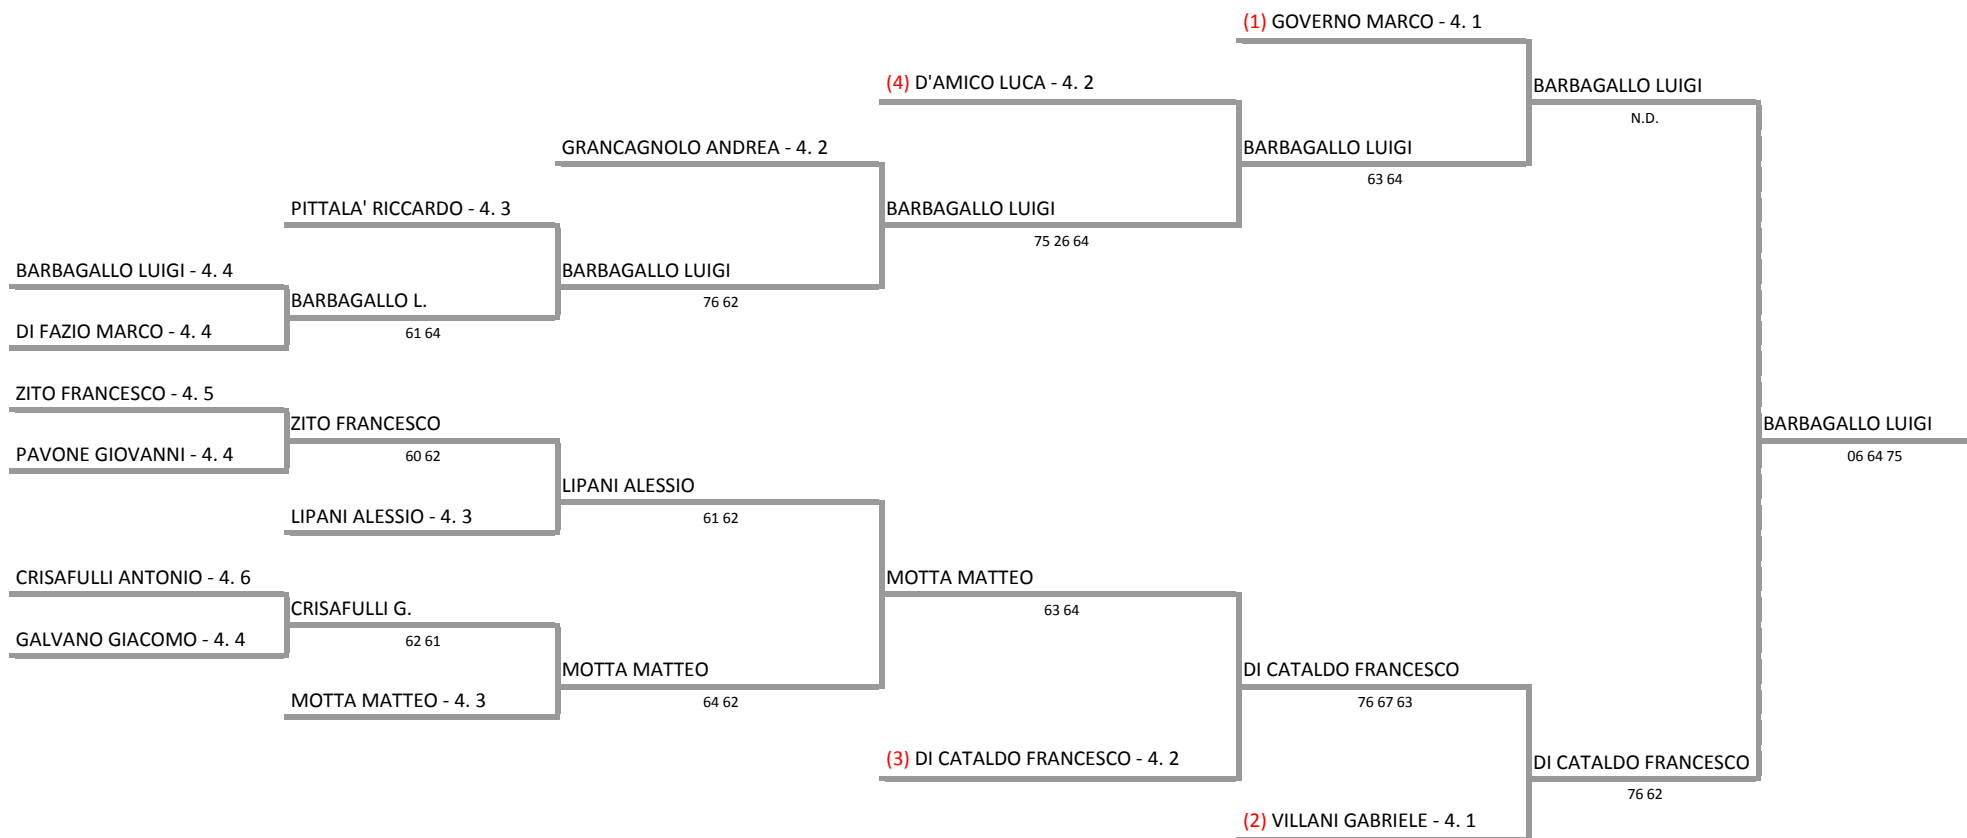 (1) GOVERNO MARCO - 4. 1
(4) D'AMICO LUCA - 4. 2
BARBAGALLO LUIGI
N.D.
GRANCAGNOLO ANDREA - 4. 2
BARBAGALLO LUIGI
63 64
PITTALA' RICCARDO - 4. 3
BARBAGALLO LUIGI
75 26 64
BARBAGALLO LUIGI - 4. 4
BARBAGALLO LUIGI
76 62
BARBAGALLO L.
61 64
DI FAZIO MARCO - 4. 4
ZITO FRANCESCO - 4. 5
ZITO FRANCESCO
60 62
BARBAGALLO LUIGI
06 64 75
PAVONE GIOVANNI - 4. 4
LIPANI ALESSIO
61 62
LIPANI ALESSIO - 4. 3
CRISAFULLI ANTONIO - 4. 6
MOTTA MATTEO
63 64
CRISAFULLI G.
62 61
GALVANO GIACOMO - 4. 4
MOTTA MATTEO
64 62
DI CATALDO FRANCESCO
76 67 63
MOTTA MATTEO - 4. 3
(3) DI CATALDO FRANCESCO - 4. 2
DI CATALDO FRANCESCO
76 62
(2) VILLANI GABRIELE - 4. 1